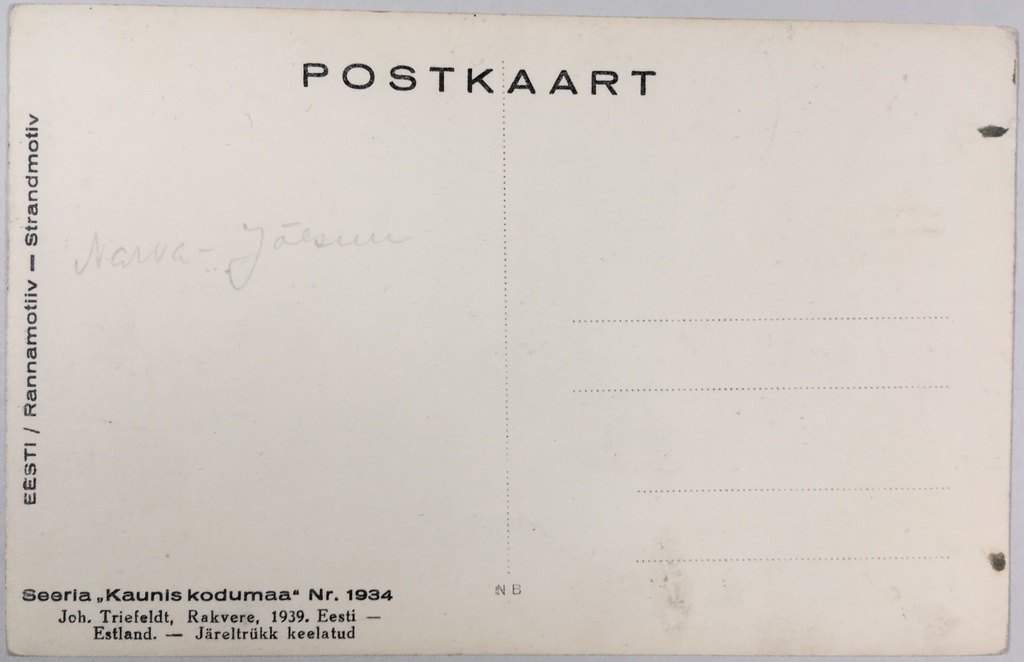 POSTKAART
EESTI / Rannamotiiv — Strandmotiv
Narva - Jõesuu
Seeria „Kaunis kodumaa" Nr. 1934
Joh. Triefeldt, Rakvere, 1939. Eesti —
Estland. — Järeltrükk keelatud
NB